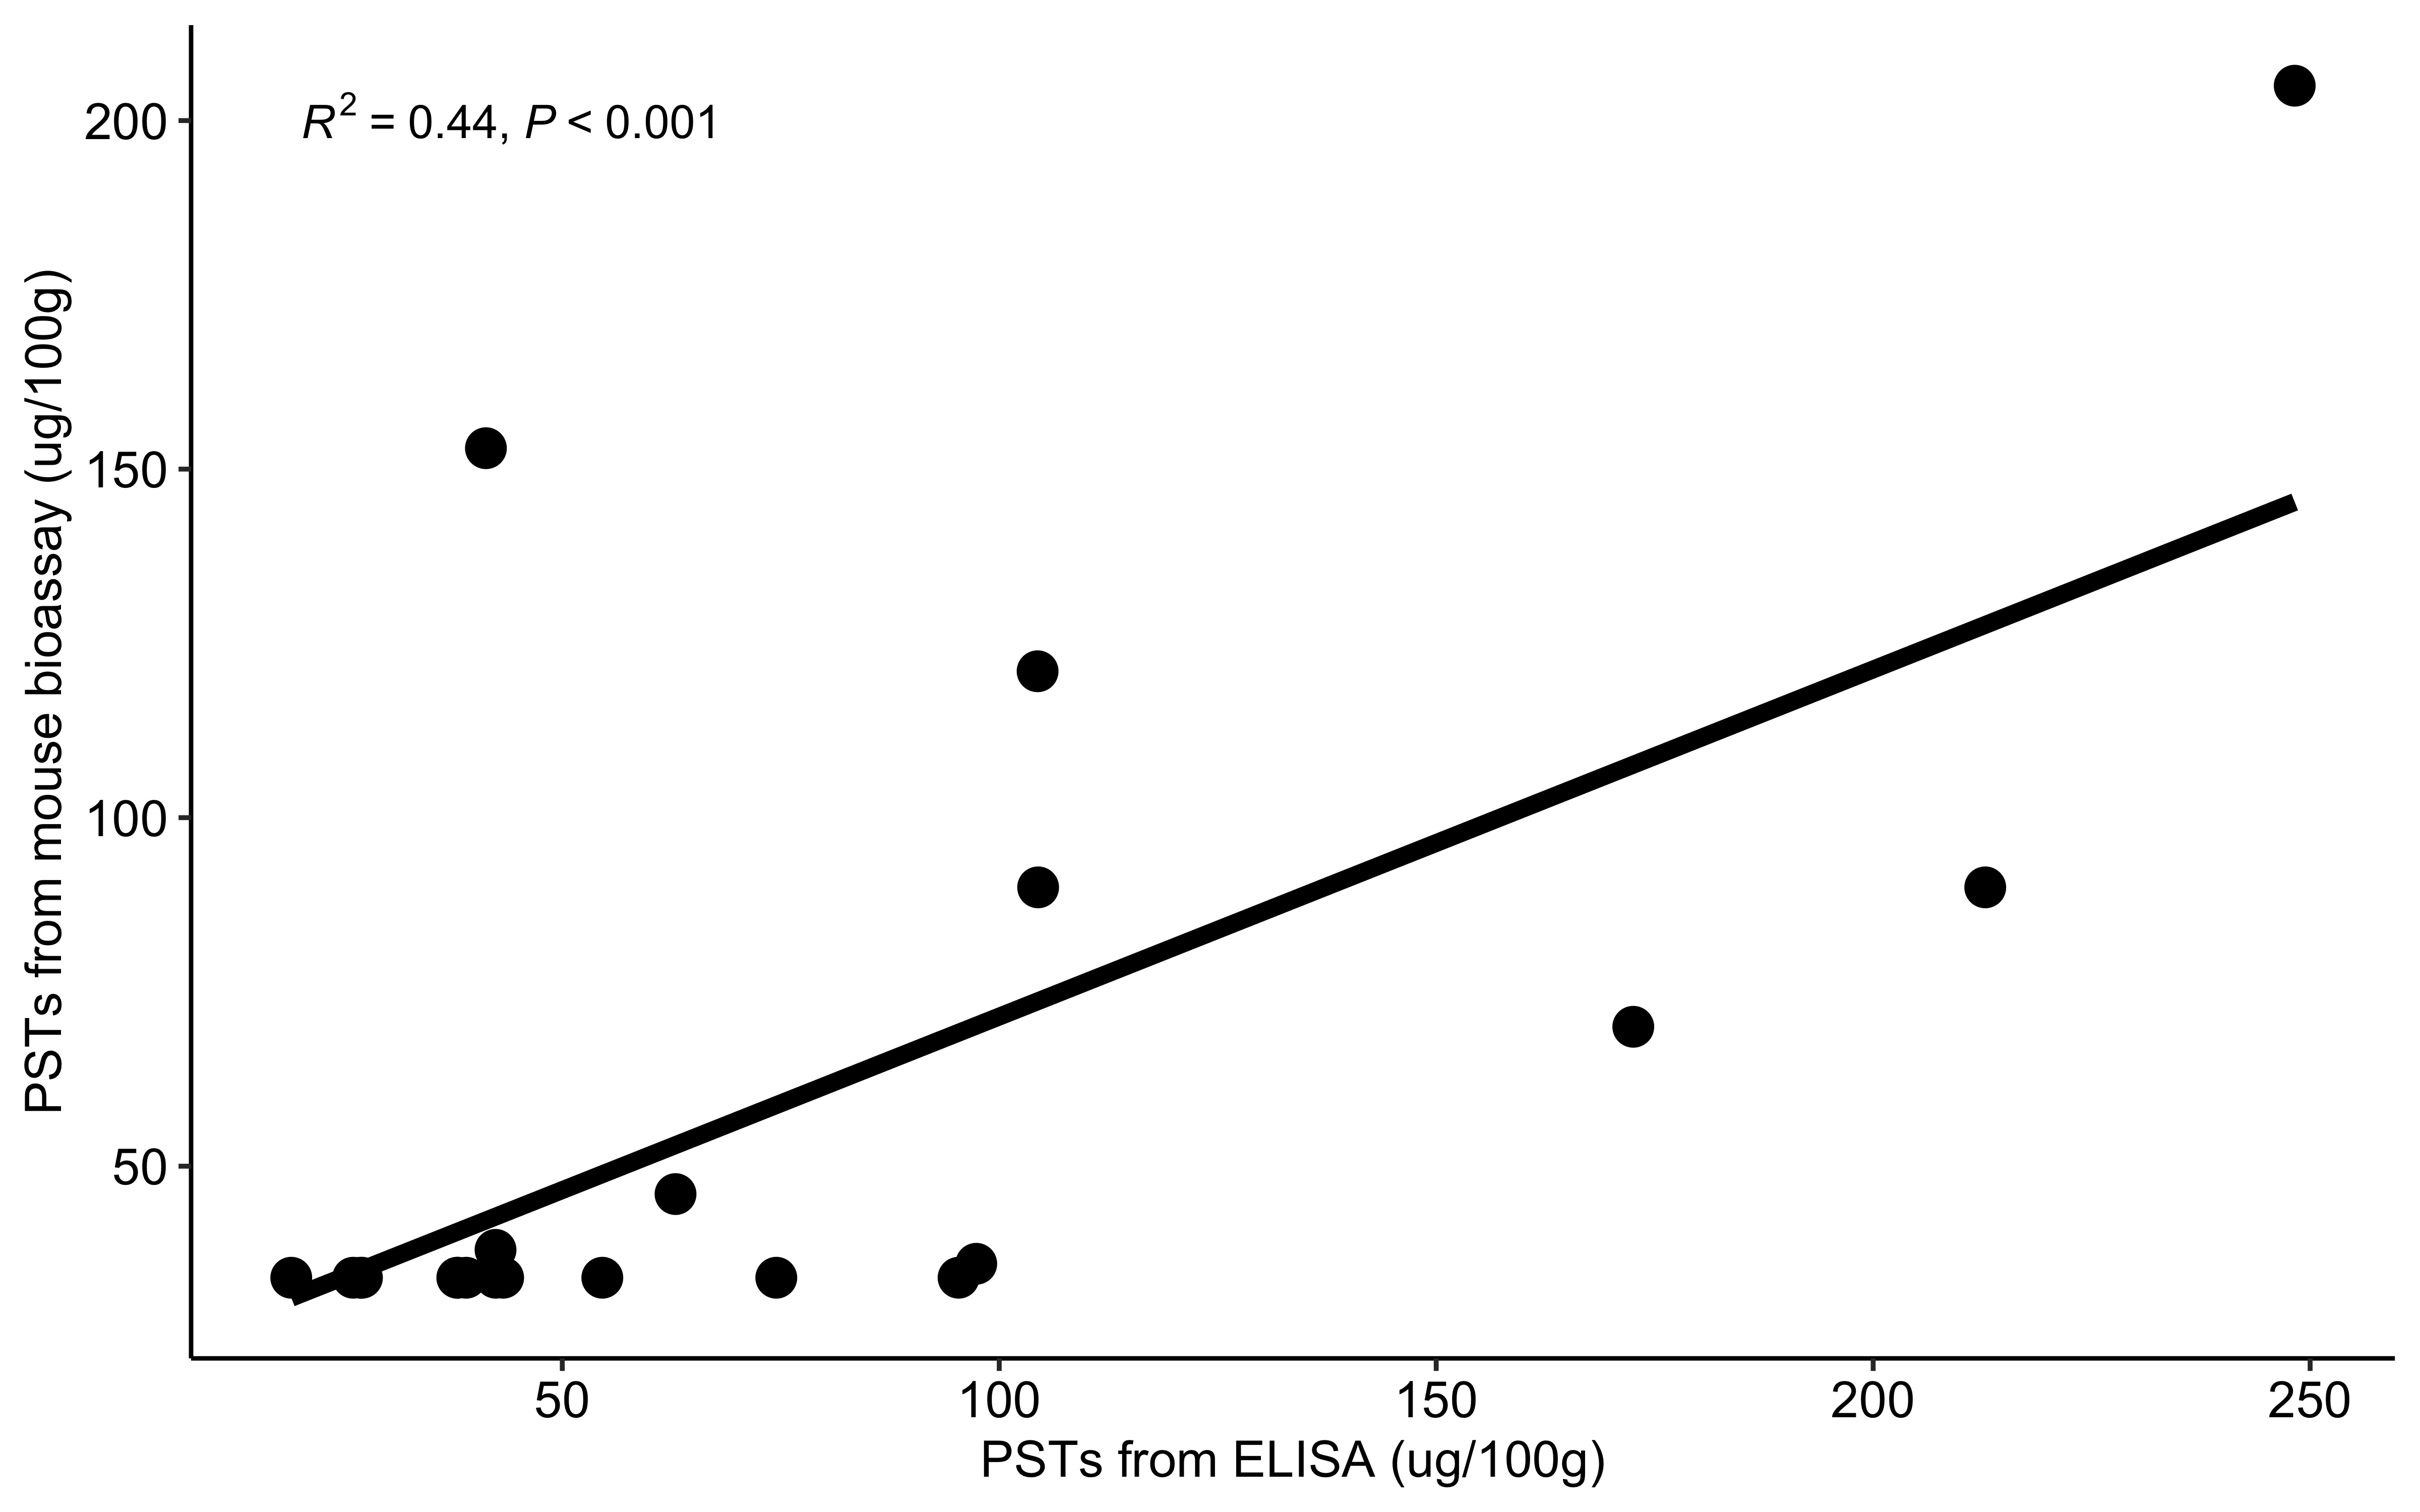 R² = 0.44, P < 0.001
PSTs from mouse bioassay (ug/100g)
200
150
100
50
50 100 150 200 250
PSTs from ELISA (ug/100g)